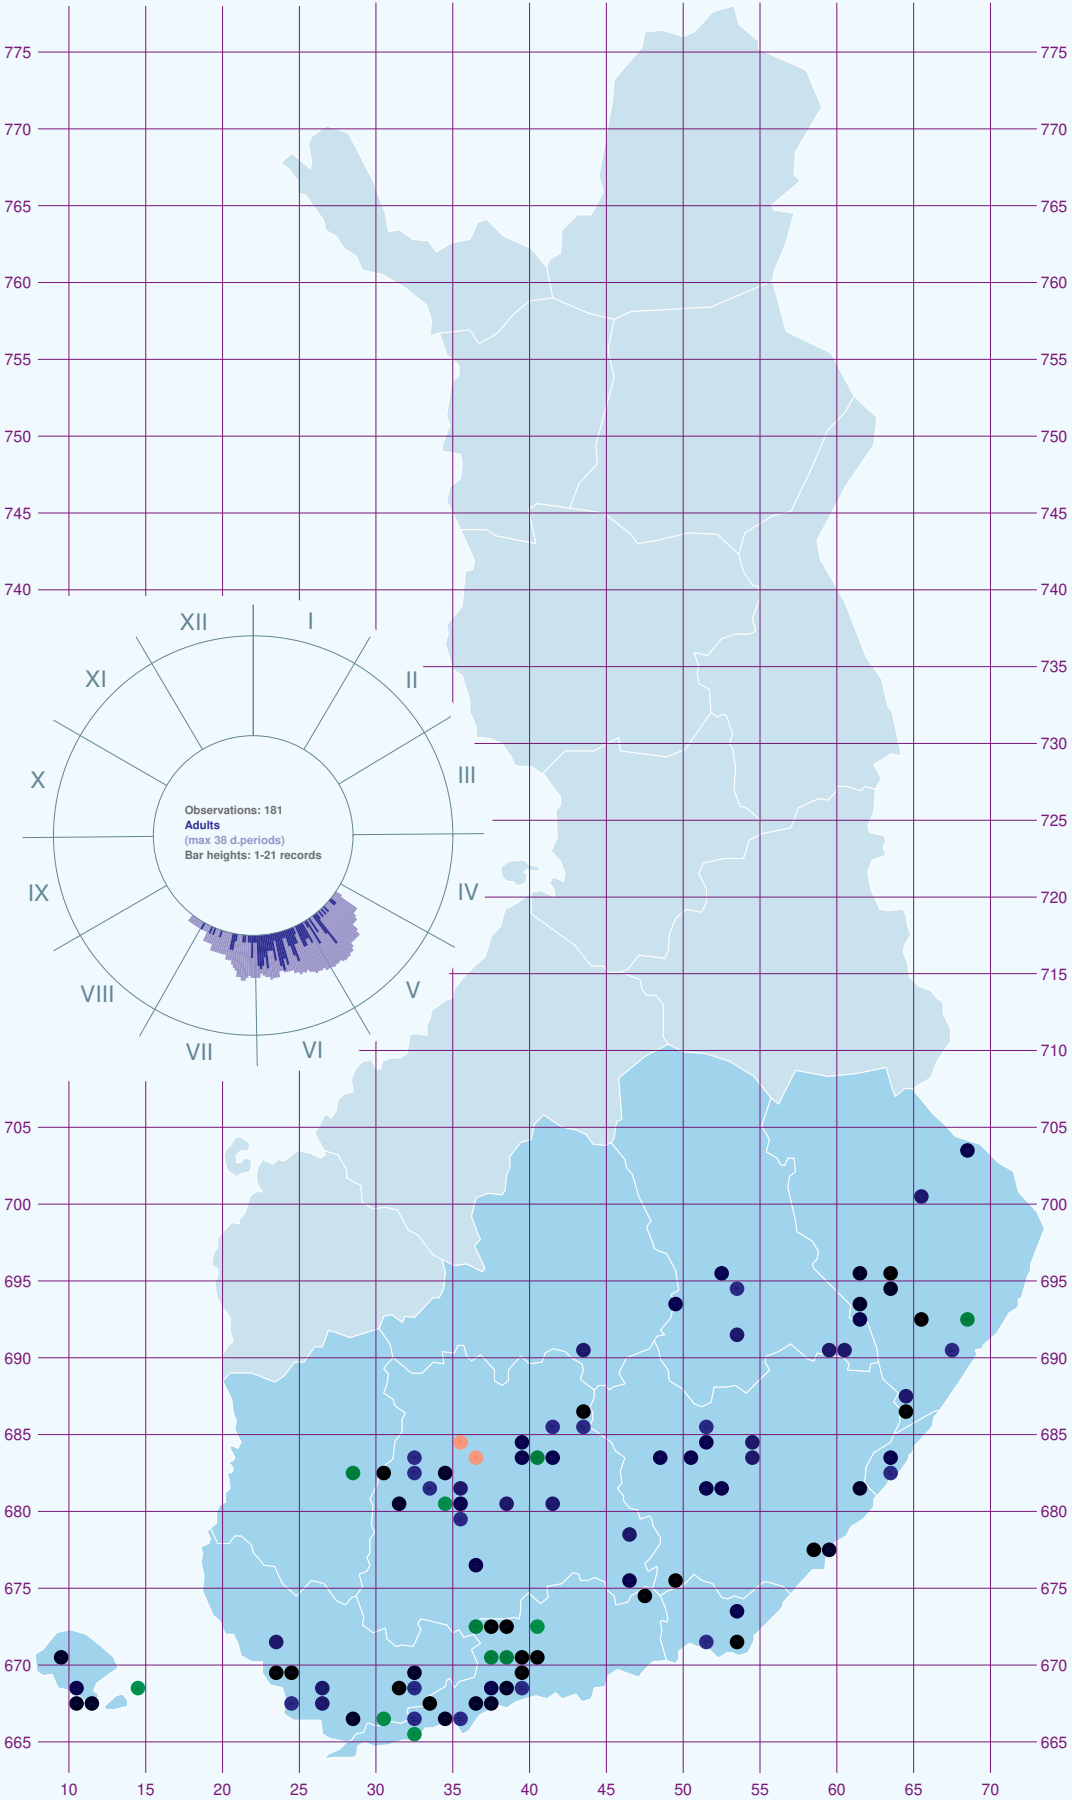 775 775
770 770
765 765
760 760
755 755
750 750
745 745
740 740
XII I
XI II
735 735
730 730
X III
725 725
Observations: 181
Adults
(max 38 d.periods)
Bar heights: 1-21 records
IX IV
720 720
715 715
VIII V
VII VI
710 710
705 705
700 700
695 695
690 690
685 685
680 680
675 675
670 670
665 665
10 15 20 25 30 35 40 45 50 55 60 65 70